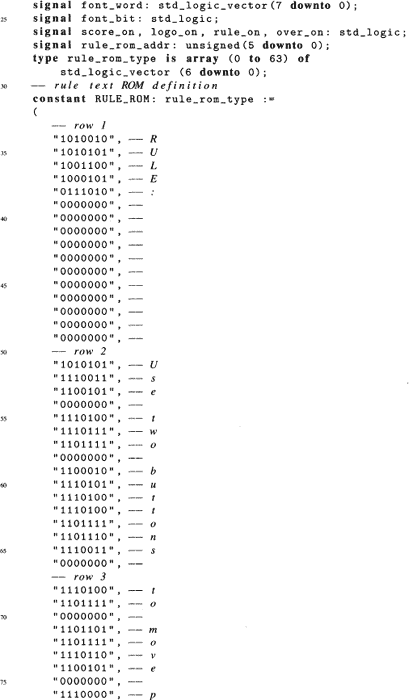 signal font_word: std_logic_vector(7 downto 0);
25 signal font_bit: std_logic;
signal score_on, logo_on, rule_on, over_on: std_logic;
signal rule_rom_addr: unsigned(5 downto 0);
type rule_rom_type is array (0 to 63) of
std_logic_vector (6 downto 0);
30 -- rule text ROM definition
constant RULE_ROM: rule_rom_type :=
(
-- row 1
"1010010", -- R
35 "1010101", -- U
"1001100", -- L
"1000101", -- E
"0111010", -- :
"0000000", --
40 "0000000", --
"0000000", --
"0000000", --
"0000000", --
"0000000", --
45 "0000000", --
"0000000", --
"0000000", --
"0000000", --
"0000000", --
50 -- row 2
"1010101", -- U
"1110011", -- s
"1100101", -- e
"0000000", --
55 "1110100", -- t
"1110111", -- w
"1101111", -- o
"0000000", --
"1100010", -- b
60 "1110101", -- u
"1110100", -- t
"1110100", -- t
"1101111", -- o
"1101110", -- n
65 "1110011", -- s
"0000000", --
-- row 3
"1110100", -- t
"1101111", -- o
70 "0000000", --
"1101101", -- m
"1101111", -- o
"1110110", -- v
"1100101", -- e
75 "0000000", --
"1110000", -- p